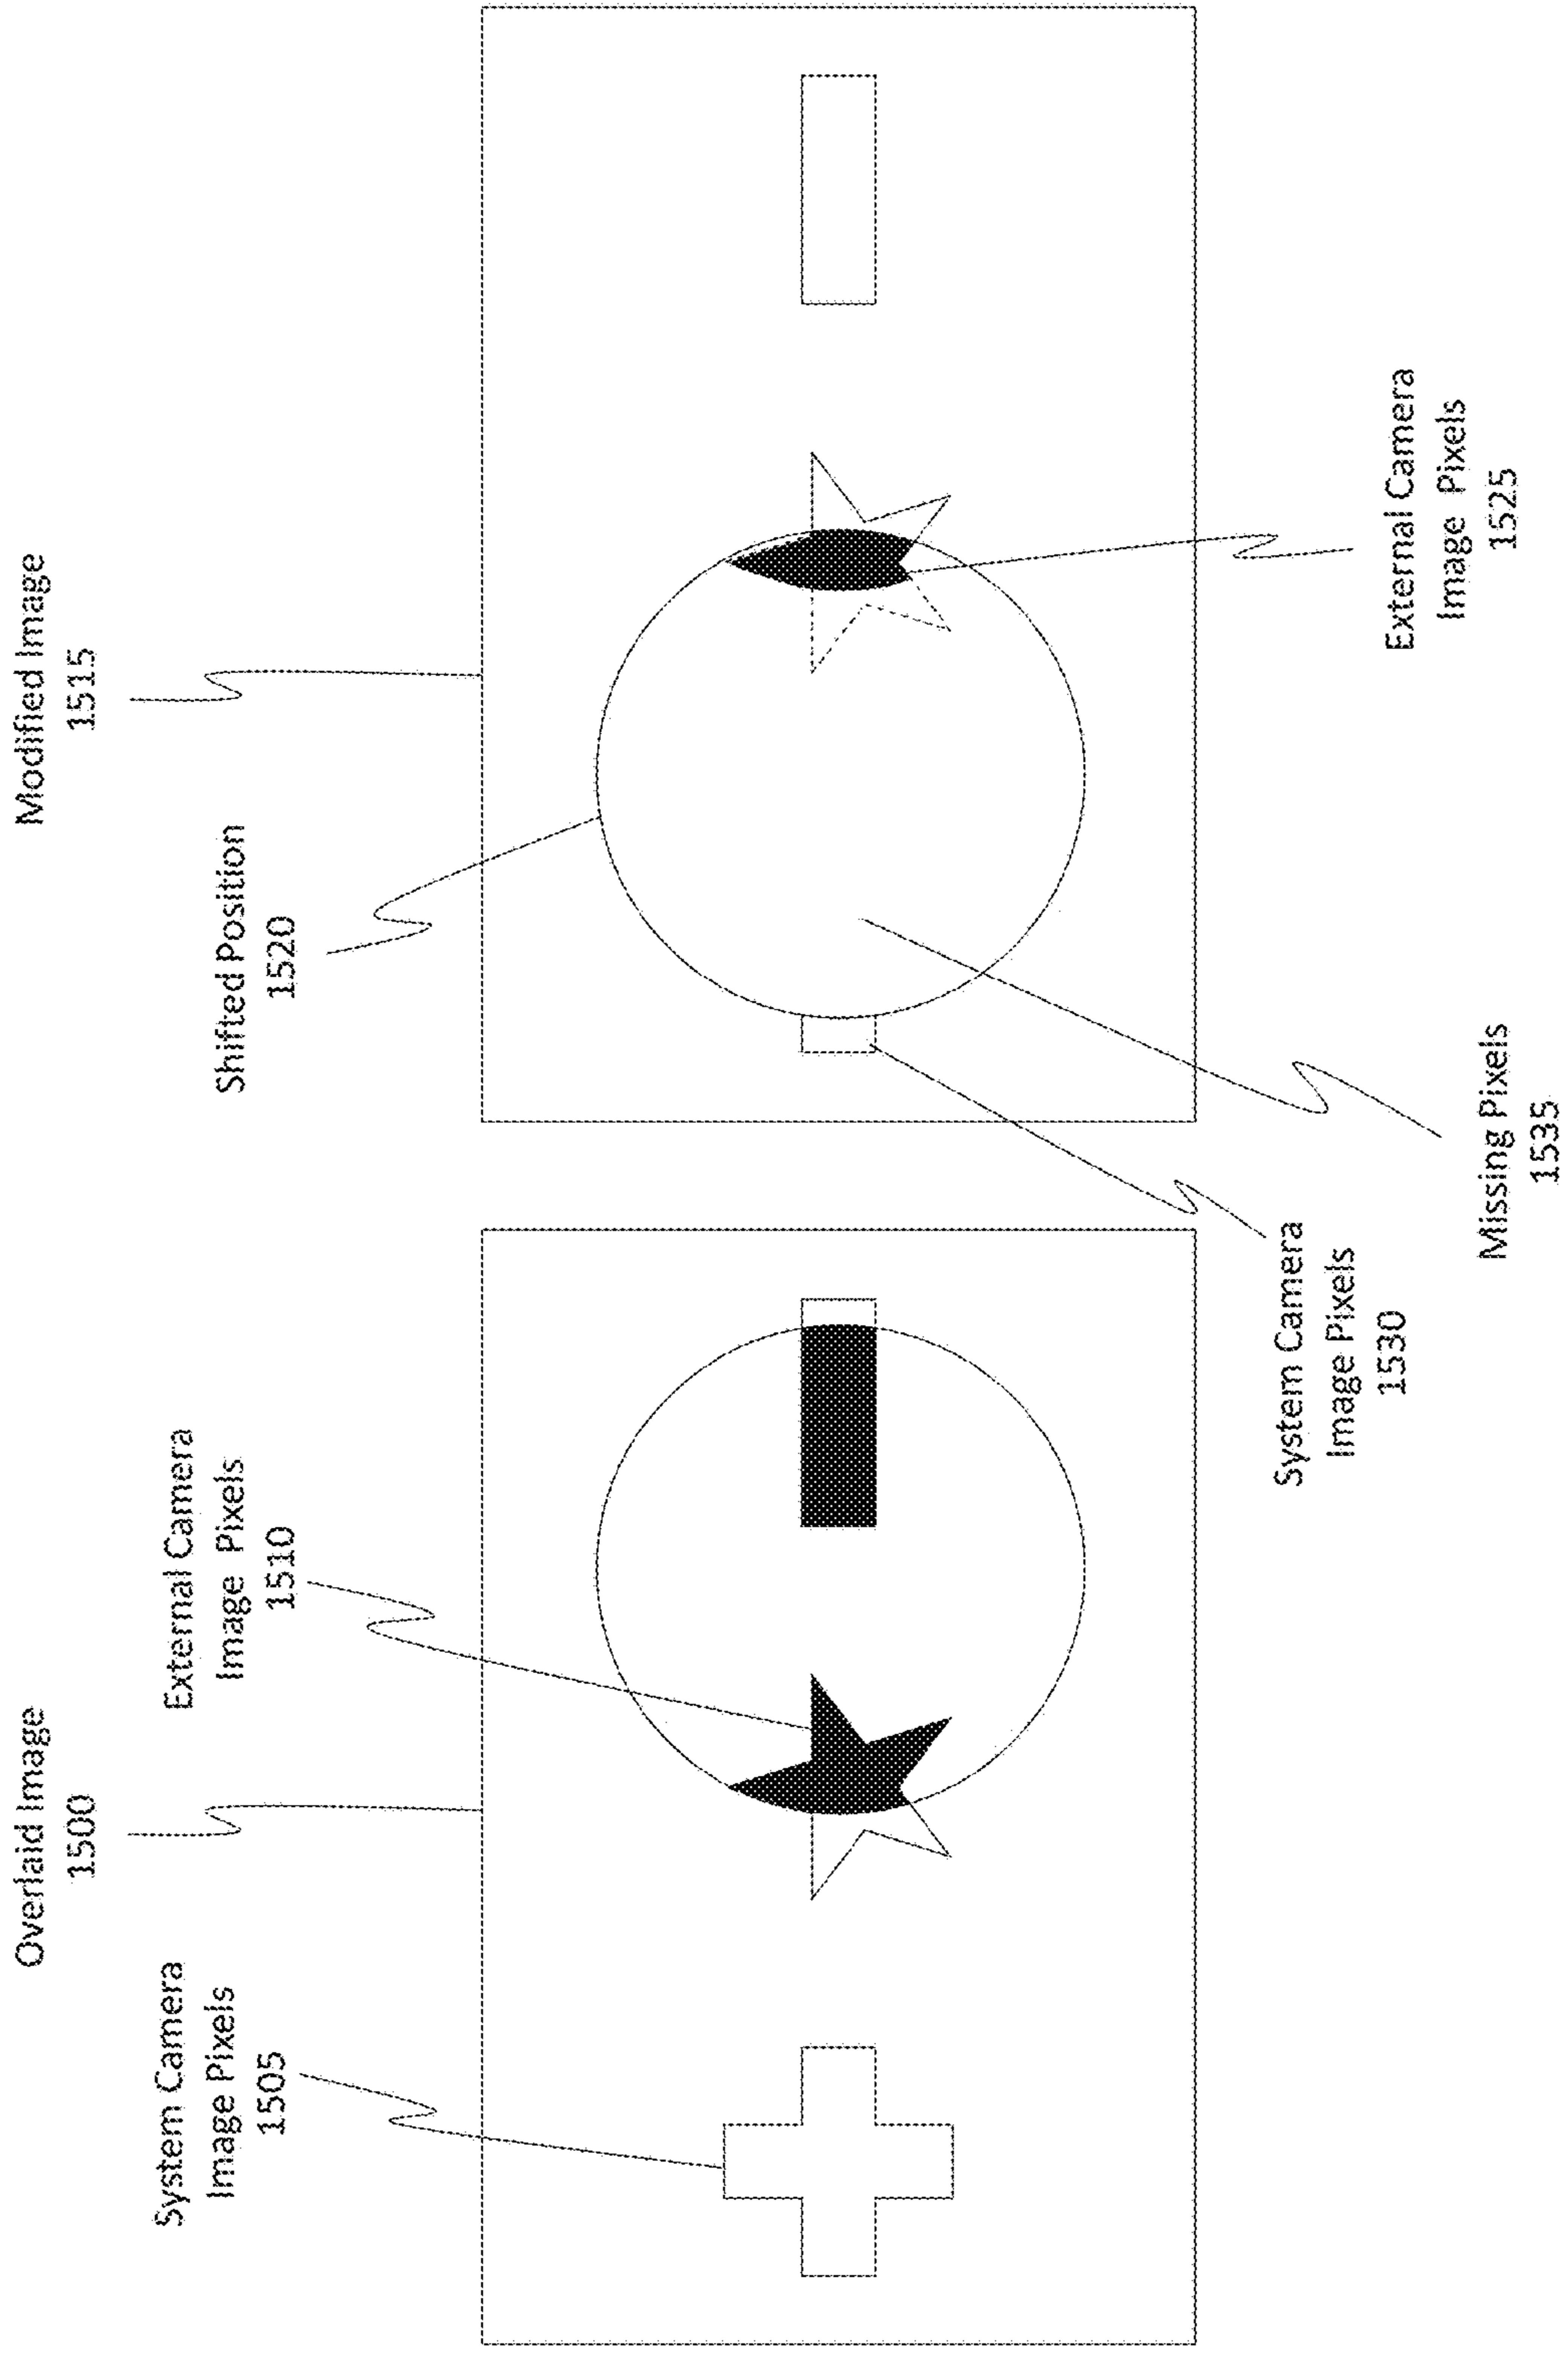 Overlaid Image
1500
System Camera
Image Pixels
1505
External Camera
Image Pixels
1510
Modified Image
1515
Shifted Position
1520
System Camera
Image Pixels
1530
Missing Pixels
1535
External Camera
Image Pixels
1525